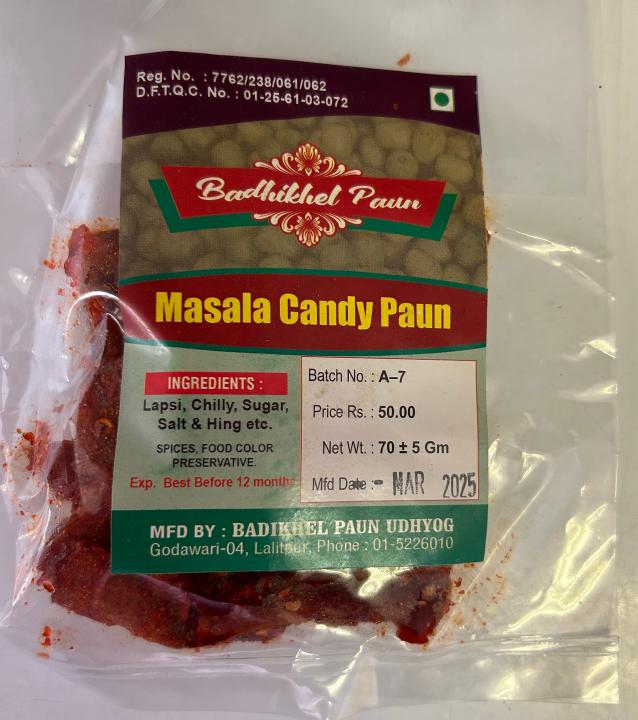 Reg. No. : 7762/238/061/062
D.F.T.Q.C. No. : 01-25-61-03-072
Badhikhel Paun
Masala Candy Paun
INGREDIENTS :
Lapsi, Chilly, Sugar,
Salt & Hing etc.
SPICES, FOOD COLOR
PRESERVATIVE.
Exp. Best Before 12 months
Batch No. : A–7
Price Rs. : 50.00
Net Wt. : 70 ± 5 Gm
Mfd Date :- MAR 2025
MFD BY : BADIKHEL PAUN UDHYOG
Godawari-04, Lalitpur, Phone : 01-5226010